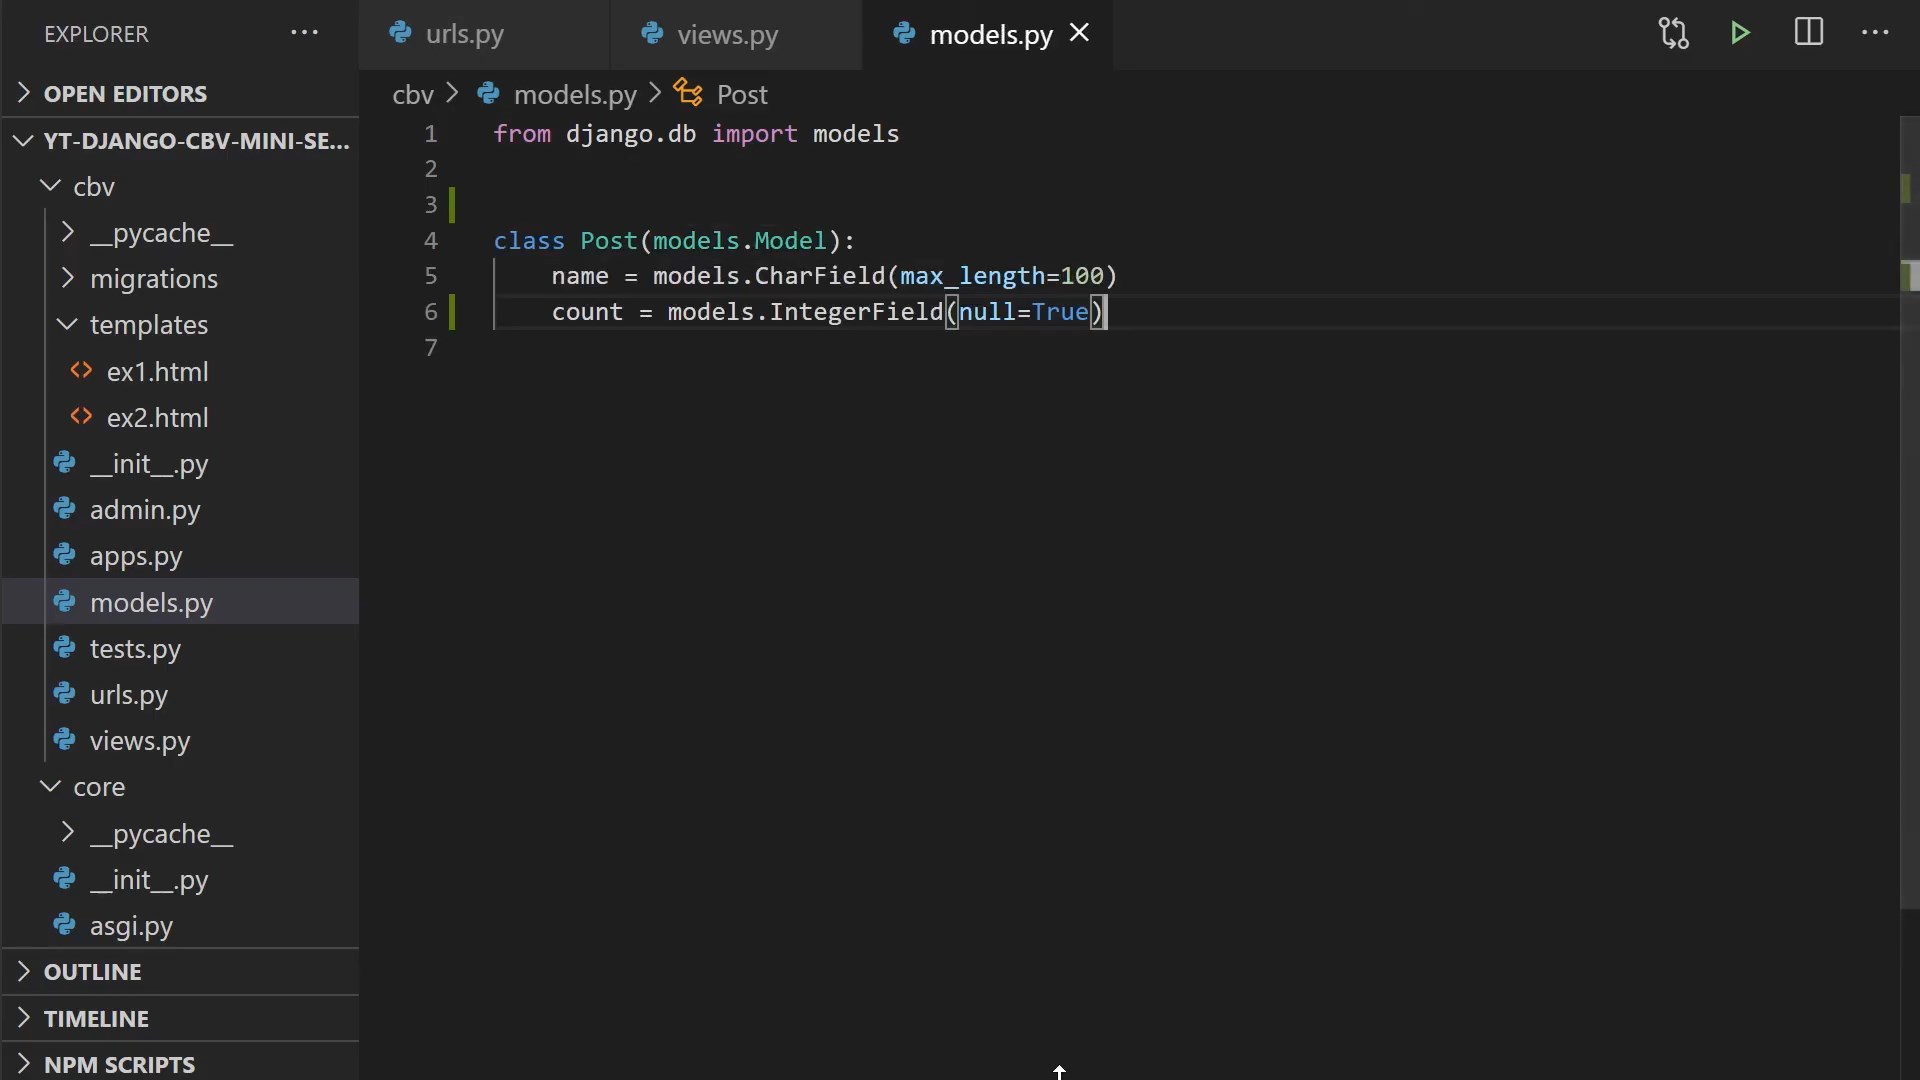 EXPLORER
OPEN EDITORS
YT-DJANGO-CBV-MINI-SE...
cbv
__pycache__
migrations
templates
ex1.html
ex2.html
__init__.py
admin.py
apps.py
models.py
tests.py
urls.py
views.py
core
__pycache__
__init__.py
asgi.py
OUTLINE
TIMELINE
NPM SCRIPTS
urls.py views.py models.py
cbv > models.py > Post
1 from django.db import models
2
3
4 class Post(models.Model):
5     name = models.CharField(max_length=100)
6     count = models.IntegerField(null=True)
7